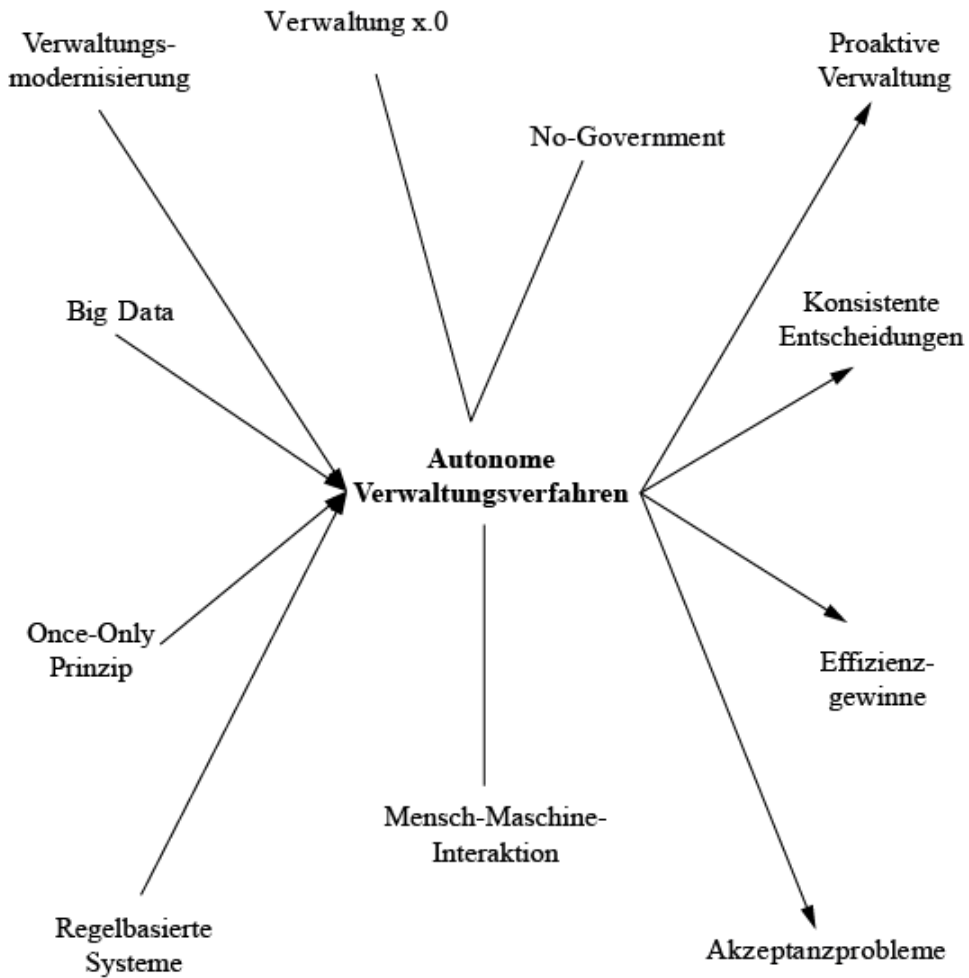 Verwaltung x.0
Verwaltungs-
modernisierung
Proaktive
Verwaltung
No-Government
Big Data
Konsistente
Entscheidungen
Autonome
Verwaltungsverfahren
Once-Only
Prinzip
Effizienz-
gewinne
Mensch-Maschine-
Interaktion
Regelbasierte
Systeme
Akzeptanzprobleme